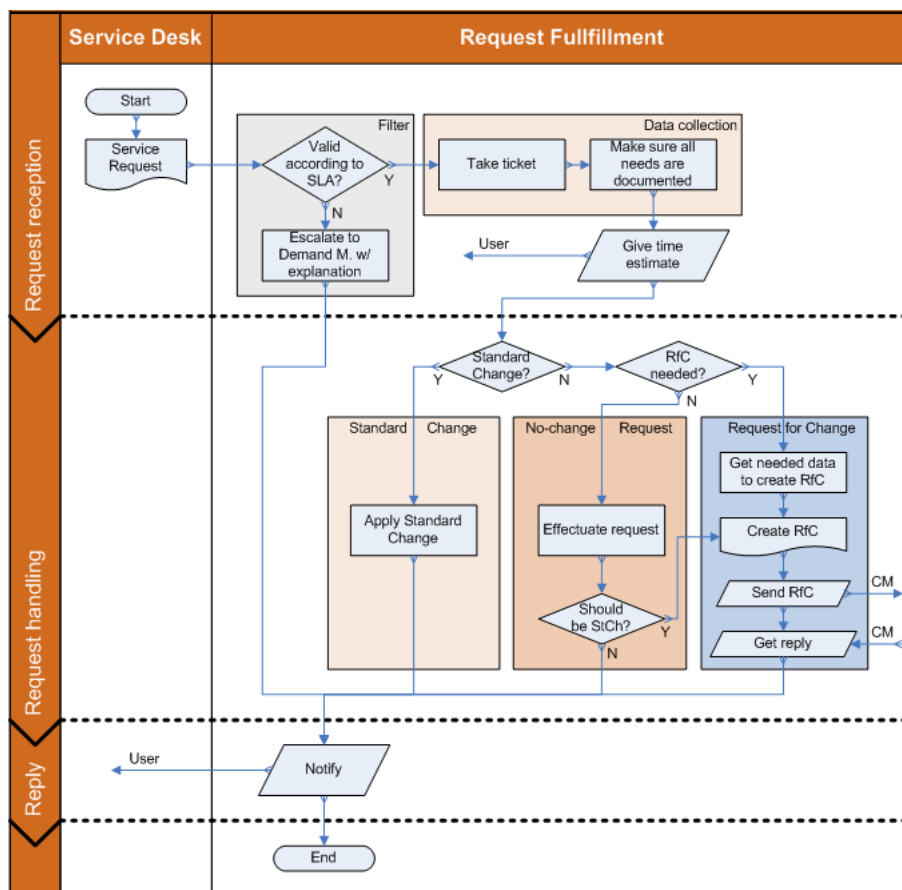 Service Desk
Request Fullfillment
Request reception
Start
Service
Request
Filter
Valid
according to
SLA?
Y
N
Escalate to
Demand M. w/
explanation
Data collection
Take ticket
Make sure all
needs are
documented
User
Give time
estimate
Request handling
Standard
Change?
Y
N
RfC
needed?
Y
N
Standard Change
Apply Standard
Change
No-change Request
Effectuate request
Should
be StCh?
Y
N
Request for Change
Get needed data
to create RfC
Create RfC
Send RfC
CM
Get reply
CM
Reply
User
Notify
End